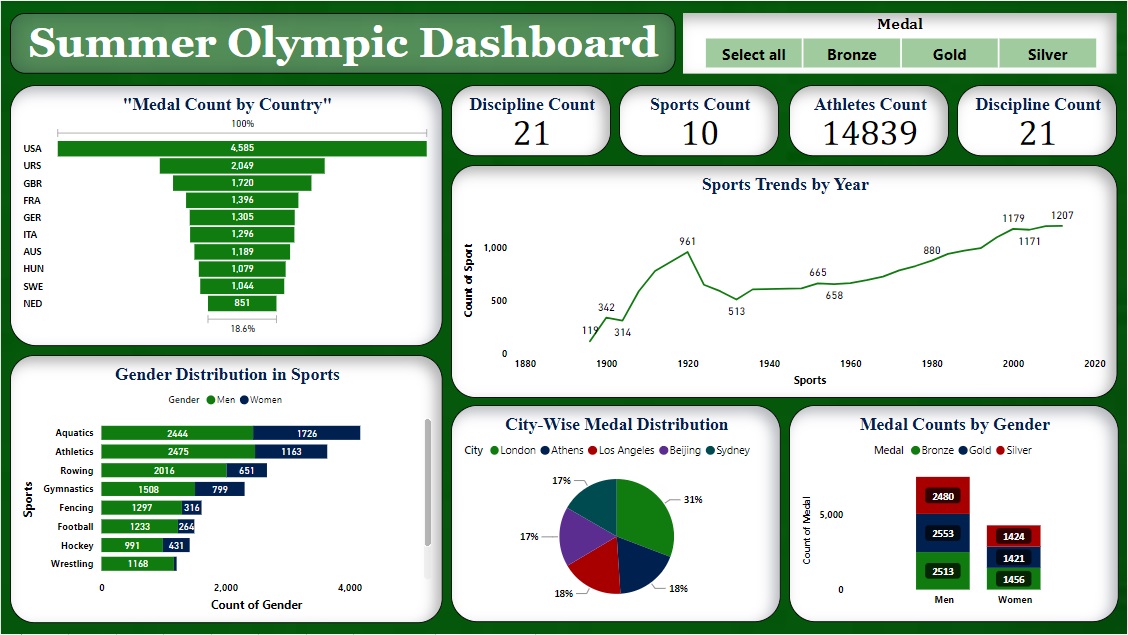 Summer Olympic Dashboard
Medal
Select all Bronze Gold Silver
"Medal Count by Country"
100%
USA 4,585
URS 2,049
GBR 1,720
FRA 1,396
GER 1,305
ITA 1,296
AUS 1,189
HUN 1,079
SWE 1,044
NED 851
18.6%
Discipline Count
21
Sports Count
10
Athletes Count
14839
Discipline Count
21
Sports Trends by Year
Count of Sport
1,000
500
0
119
342
314
961
513
665
658
880
1179
1171
1207
1880 1900 1920 1940 1960 1980 2000 2020
Sports
Gender Distribution in Sports
Gender Men Women
Sports
Aquatics 2444 1726
Athletics 2475 1163
Rowing 2016 651
Gymnastics 1508 799
Fencing 1297 316
Football 1233 264
Hockey 991 431
Wrestling 1168
0 2,000 4,000
Count of Gender
City-Wise Medal Distribution
City London Athens Los Angeles Beijing Sydney
17%
31%
17%
18%
18%
Medal Counts by Gender
Medal Bronze Gold Silver
Count of Medal
5,000
0
2480
2553
2513
1424
1421
1456
Men Women